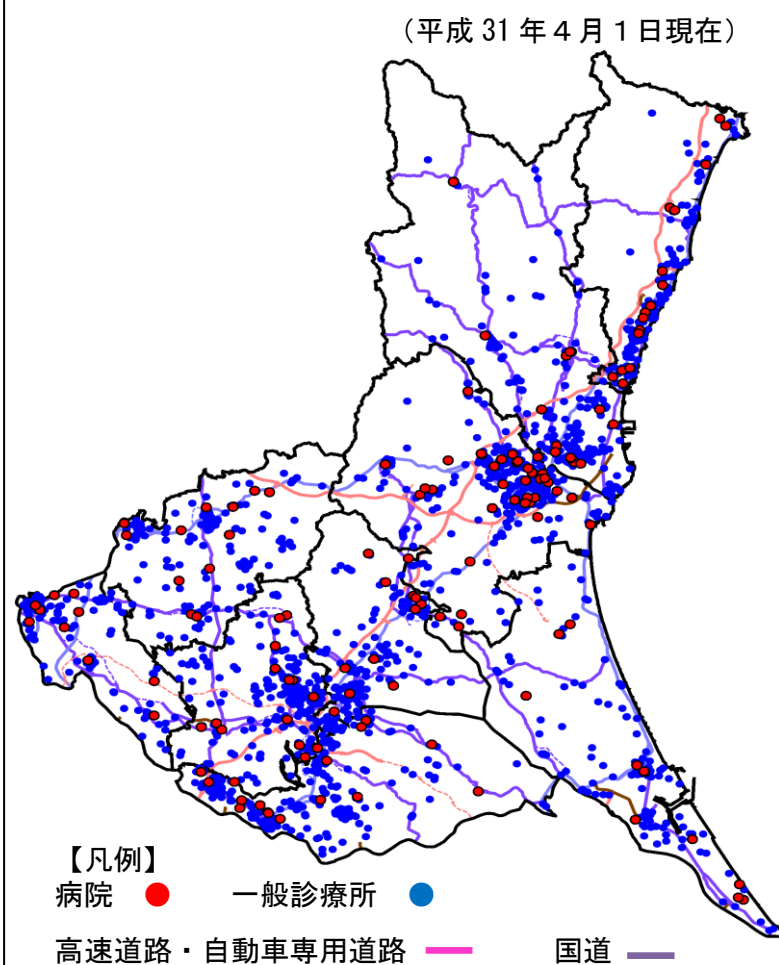 （平成 31 年４月１日現在）
【凡例】
病院 一般診療所
高速道路・自動車専用道路 国道